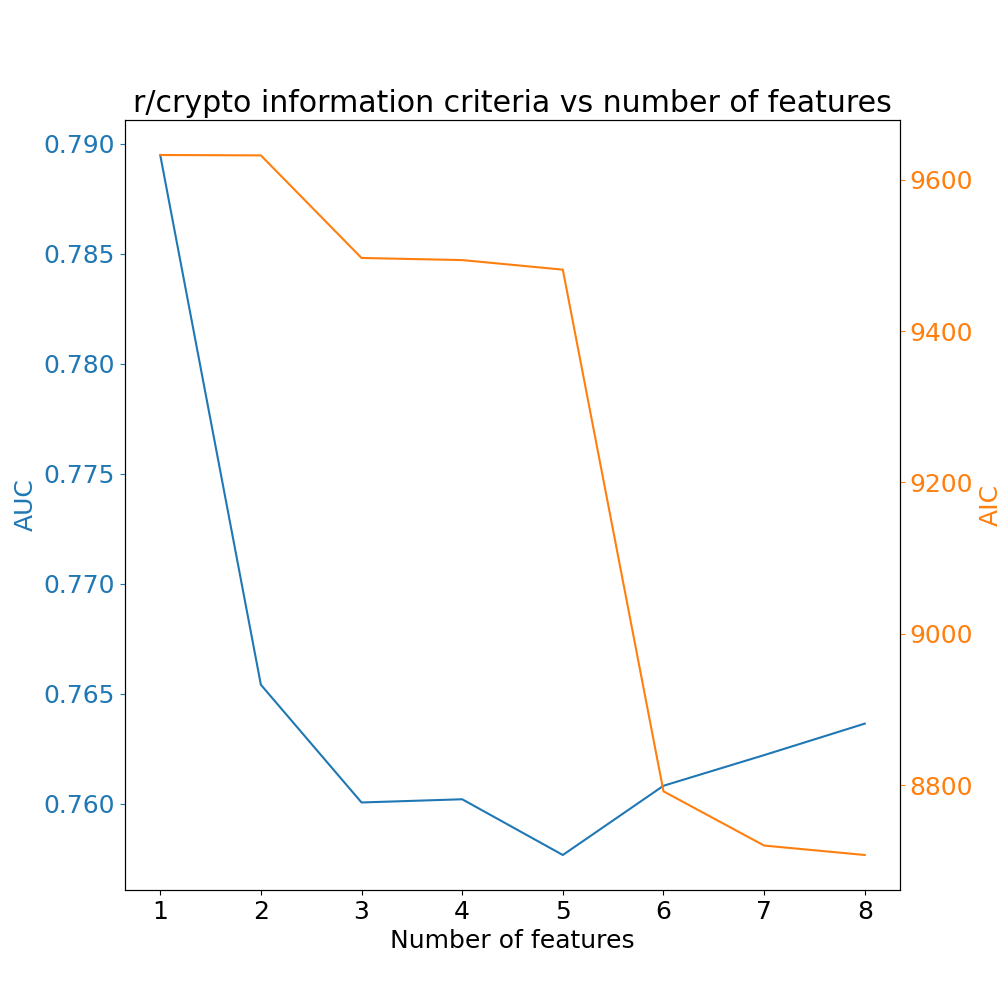 r/crypto information criteria vs number of features
0.790
0.785
0.780
0.775
0.770
0.765
0.760
AUC
9600
9400
9200
9000
8800
AIC
1 2 3 4 5 6 7 8
Number of features